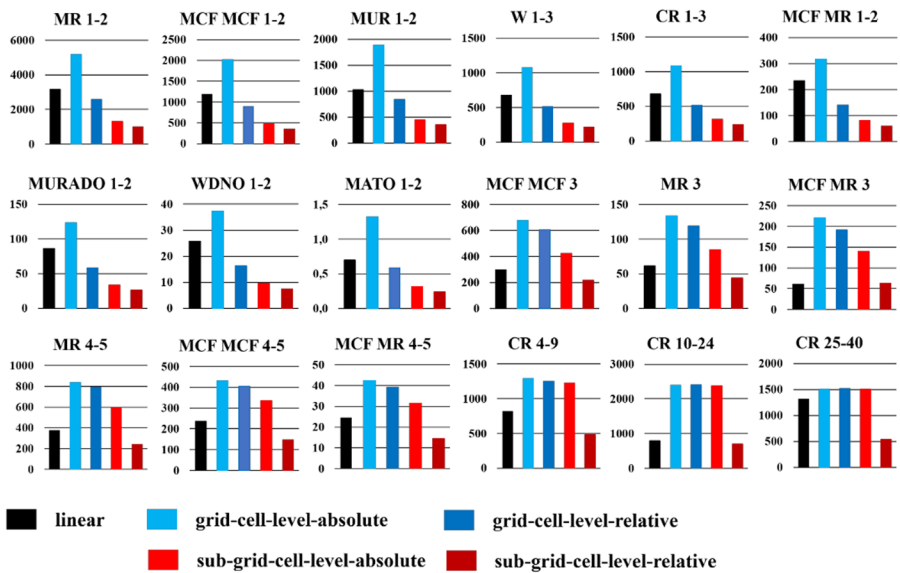 MR 1-2 MCF MCF 1-2 MUR 1-2 W 1-3 CR 1-3 MCF MR 1-2
6000 2500 2000 1500 1500 400
4000 2000 1500 1000 1000 300
2000 1500 1000 500 500 200
0 1000 500 0 0 100
500 0 0
0
MURADO 1-2 WDNO 1-2 MATO 1-2 MCF MCF 3 MR 3 MCF MR 3
150 40 1,5 800 150 250
100 30 1,0 600 100 200
50 20 0,5 400 50 150
0 10 0,0 200 0 100
0 0 50
0
MR 4-5 MCF MCF 4-5 MCF MR 4-5 CR 4-9 CR 10-24 CR 25-40
1000 500 50 1500 3000 2000
800 400 40 1000 2000 1500
600 300 30 500 1000 1000
400 200 20 0 0 500
200 100 10 0
0 0 0
linear grid-cell-level-absolute grid-cell-level-relative
sub-grid-cell-level-absolute sub-grid-cell-level-relative